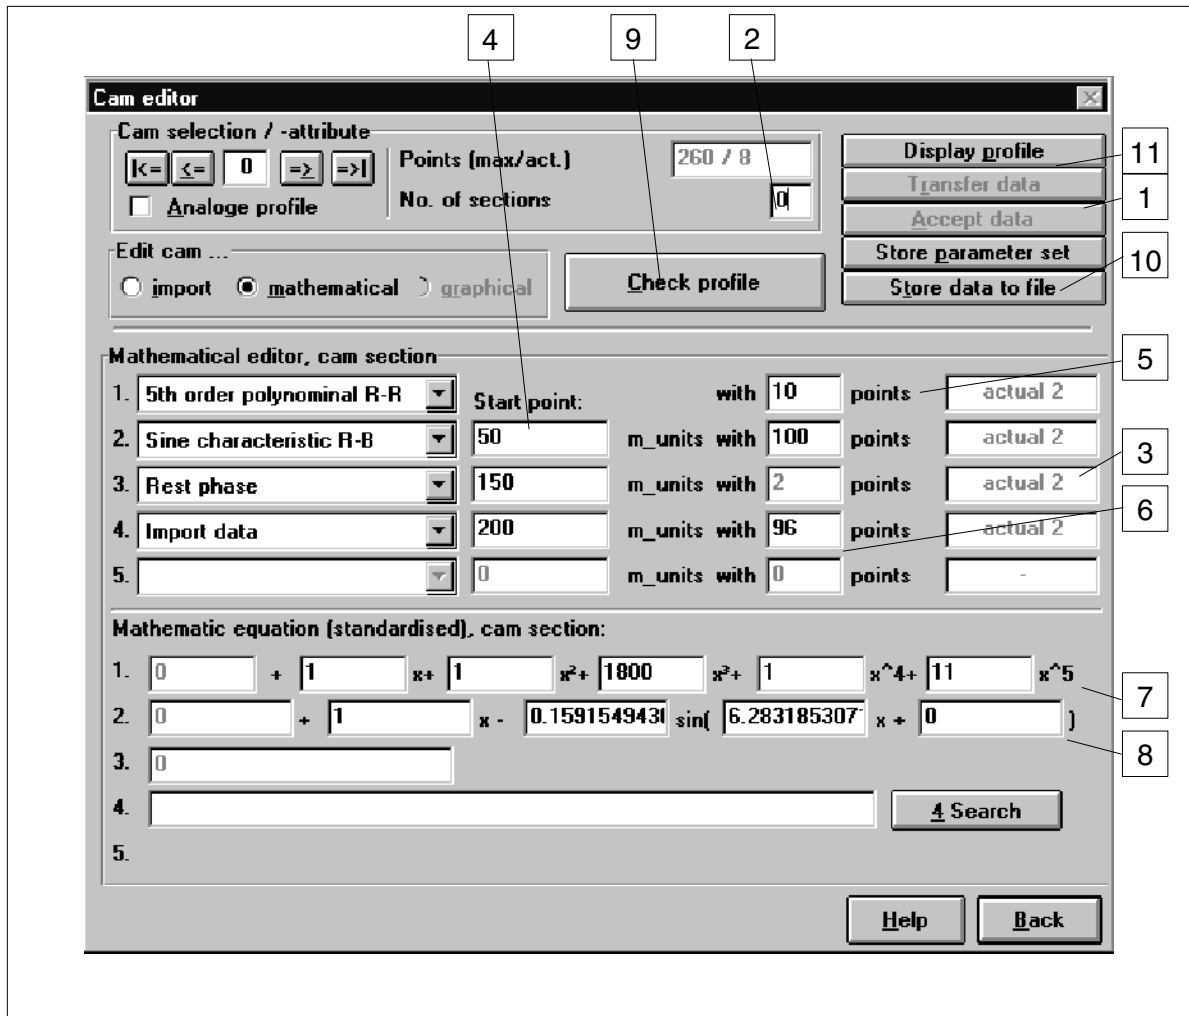 4 9 2
Cam editor
Cam selection / -attribute
|<= <= 0 => =>|
Points (max/act.) 260 / 8
Analoge profile
No. of sections \0
Display profile
11
Transfer data
1
Accept data
Edit cam ...
import mathematical graphical
Check profile
Store parameter set
10
Store data to file
Mathematical editor, cam section
5
1. 5th order polynominal R-R Start point: with 10 points actual 2
2. Sine characteristic R-B 50 m_units with 100 points actual 2
3
3. Rest phase 150 m_units with 2 points actual 2
6
4. Import data 200 m_units with 96 points actual 2
5. 0 m_units with 0 points -
Mathematic equation (standardised), cam section:
1. 0 + 1 x+ 1 x²+ 1800 x³+ 1 x^4+ 11 x^5
7
2. 0 + 1 x - 0.159154943 sin( 6.283185307 x + 0 )
8
3. 0
4. 4 Search
5.
Help Back